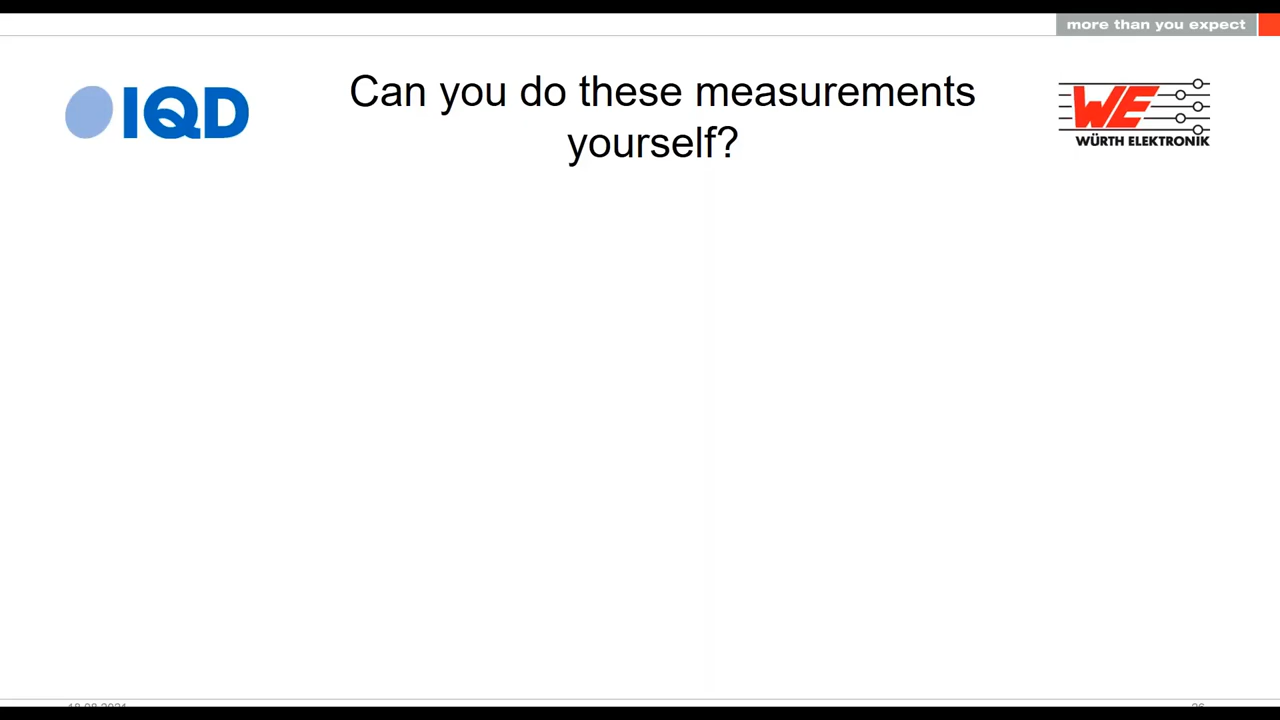 more than you expect
IQD
Can you do these measurements
yourself?
WE
WÜRTH ELEKTRONIK